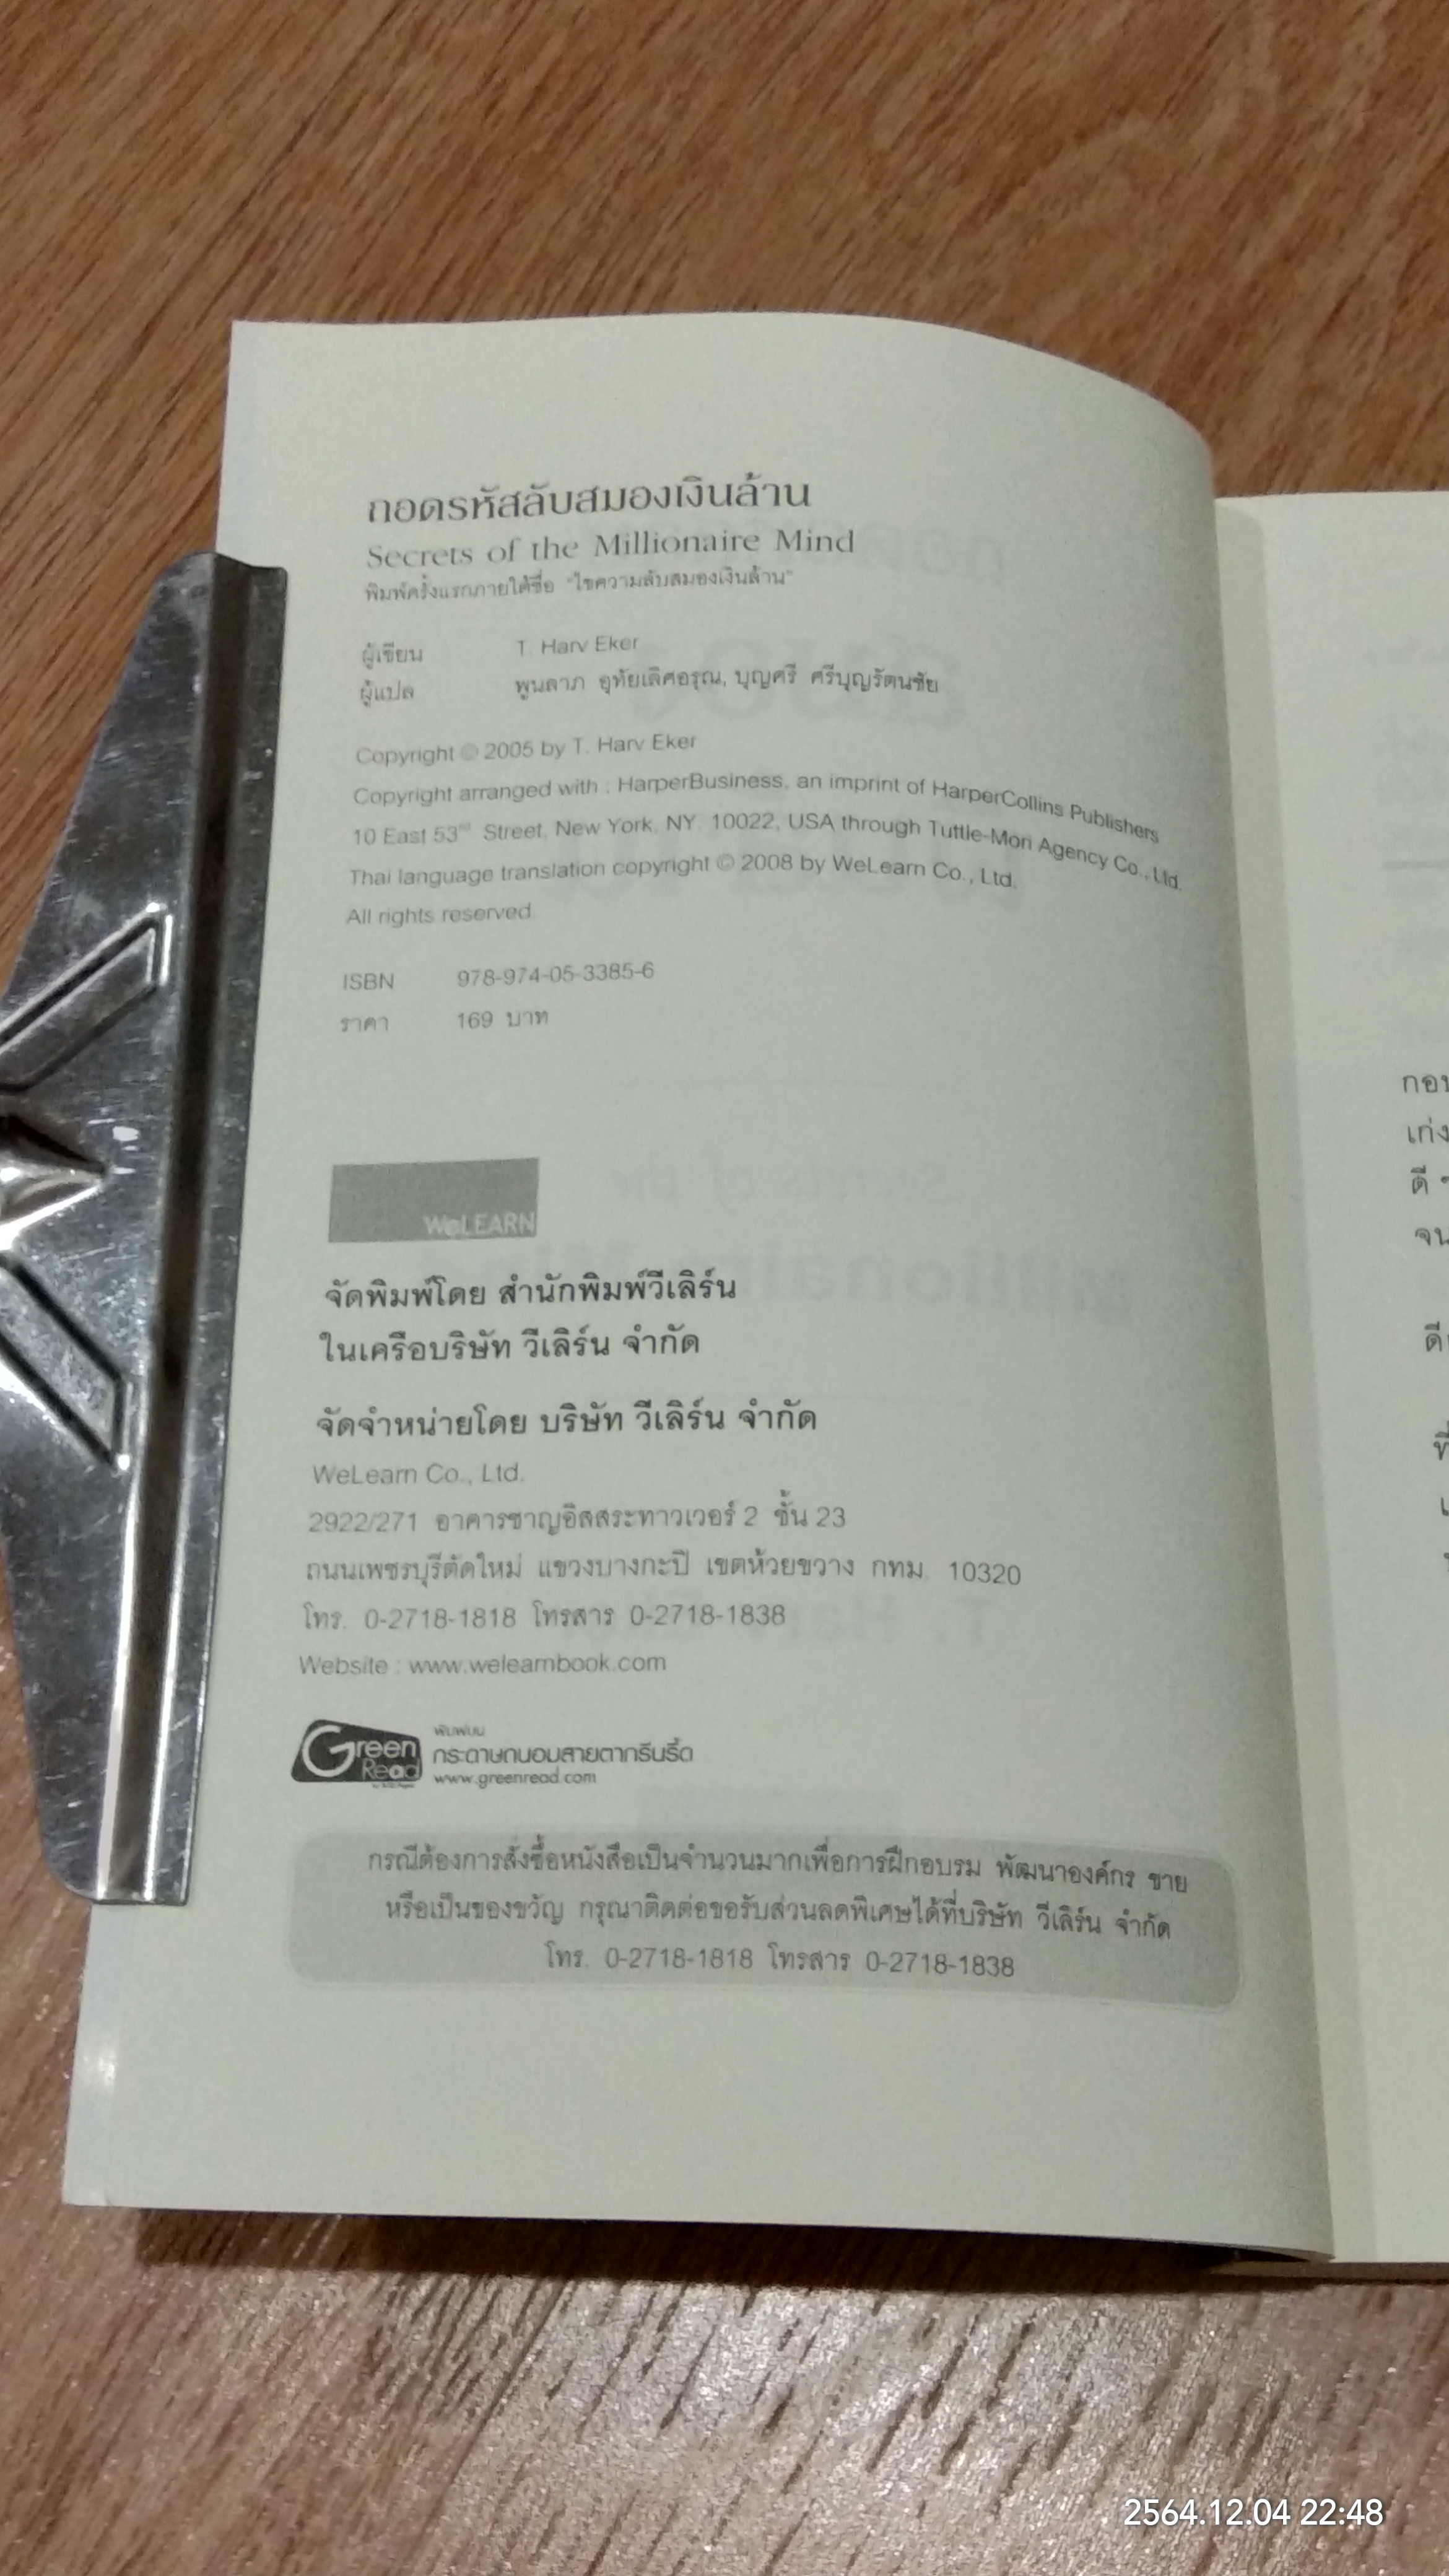 ถอดรหัสลับสมองเงินล้าน
Secrets of the Millionaire Mind
พิมพ์ครั้งแรกภายใต้ชื่อ "ไขความลับสมองเงินล้าน"
ผู้เขียน T. Harv Eker
ผู้แปล พูนลาภ อุทัยเลิศอรุณ, บุญศรี ศรีบุญรัตนชัย
Copyright © 2005 by T. Harv Eker
Copyright arranged with : HarperBusiness, an imprint of HarperCollins Publishers
10 East 53rd Street, New York, NY. 10022, USA through Tuttle-Mori Agency Co., Ltd.
Thai language translation copyright © 2008 by WeLearn Co., Ltd.
All rights reserved.
ISBN 978-974-05-3385-6
ราคา 169 บาท
WeLEARN
จัดพิมพ์โดย สำนักพิมพ์วีเลิร์น
ในเครือบริษัท วีเลิร์น จำกัด
จัดจำหน่ายโดย บริษัท วีเลิร์น จำกัด
WeLearn Co., Ltd.
2922/271 อาคารชาญอิสสระทาวเวอร์ 2 ชั้น 23
ถนนเพชรบุรีตัดใหม่ แขวงบางกะปิ เขตห้วยขวาง กทม. 10320
โทร. 0-2718-1818 โทรสาร 0-2718-1838
Website : www.welearnbook.com
Green Read
พิมพ์บน
กระดาษถนอมสายตากรีนรี้ด
www.greenread.com
กรณีต้องการสั่งซื้อหนังสือเป็นจำนวนมากเพื่อการฝึกอบรม พัฒนาองค์กร ขาย
หรือเป็นของขวัญ กรุณาติดต่อขอรับส่วนลดพิเศษได้ที่บริษัท วีเลิร์น จำกัด
โทร. 0-2718-1818 โทรสาร 0-2718-1838
เก่ง
ดี ๆ
2564.12.04 22:48